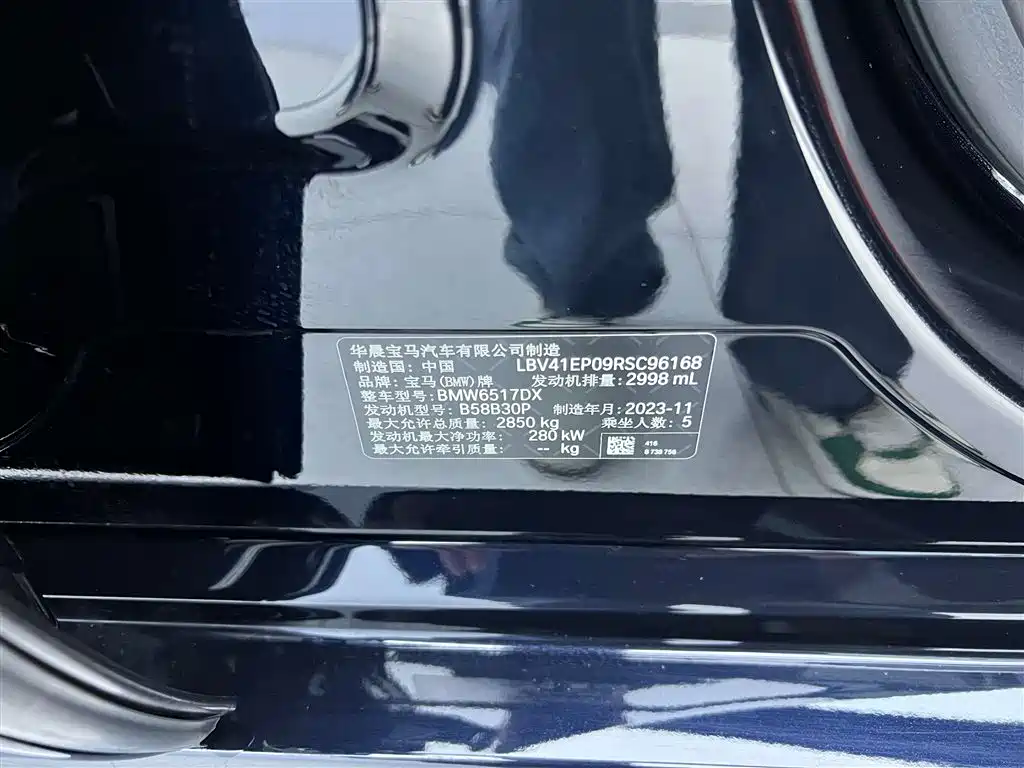 华晨宝马汽车有限公司制造
制造国：中国 LBV41EP09RSC96168
品牌：宝马(BMW)牌 发动机排量：2998 mL
整车型号：BMW6517DX
发动机型号：B58B30P 制造年月：2023-11
最大允许总质量：2850 kg 乘坐人数：5
发动机最大净功率：280 kW
最大允许牵引质量：-- kg
416
6 739 756